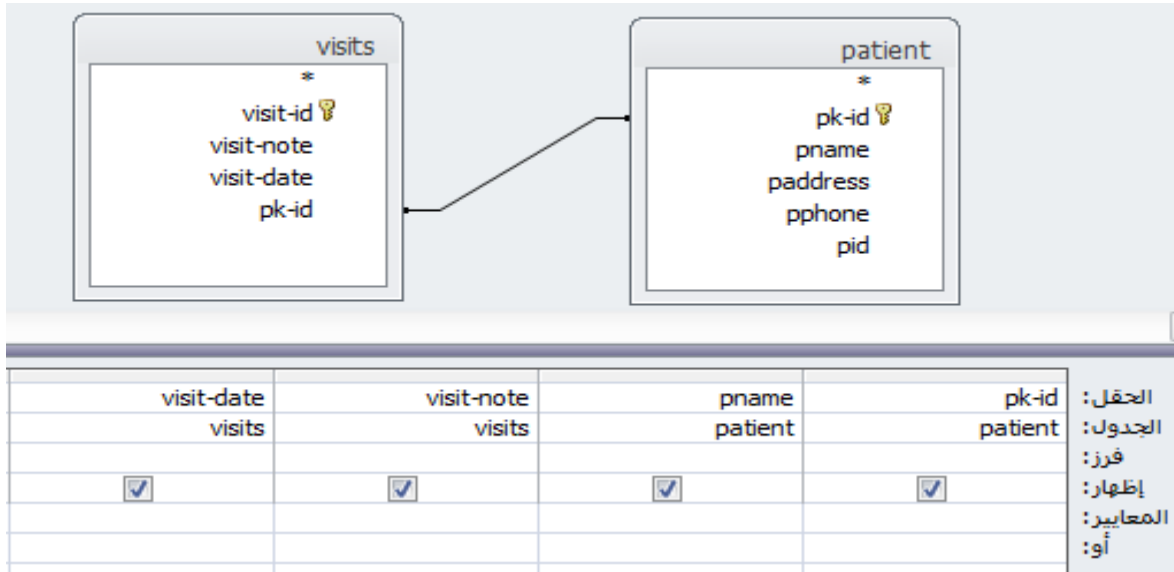 visits
*
visit-id
visit-note
visit-date
pk-id
patient
*
pk-id
pname
paddress
pphone
pid
الحقل: pk-id pname visit-note visit-date
الجدول: patient patient visits visits
فرز:
إظهار:
المعايير:
أو: